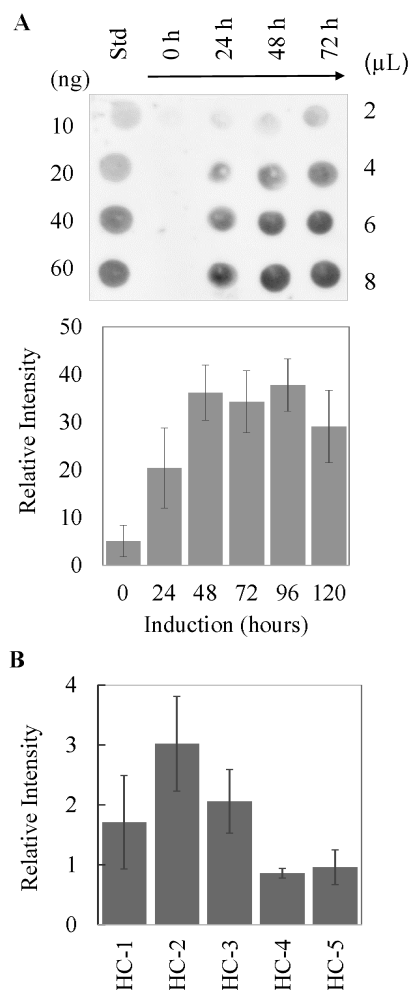 A
Std 0 h 24 h 48 h 72 h
(ng) (µL)
10 2
20 4
40 6
60 8
50
40
30
20
10
0
Relative Intensity
0 24 48 72 96 120
Induction (hours)
B
4
3
2
1
0
Relative Intensity
HC-1 HC-2 HC-3 HC-4 HC-5